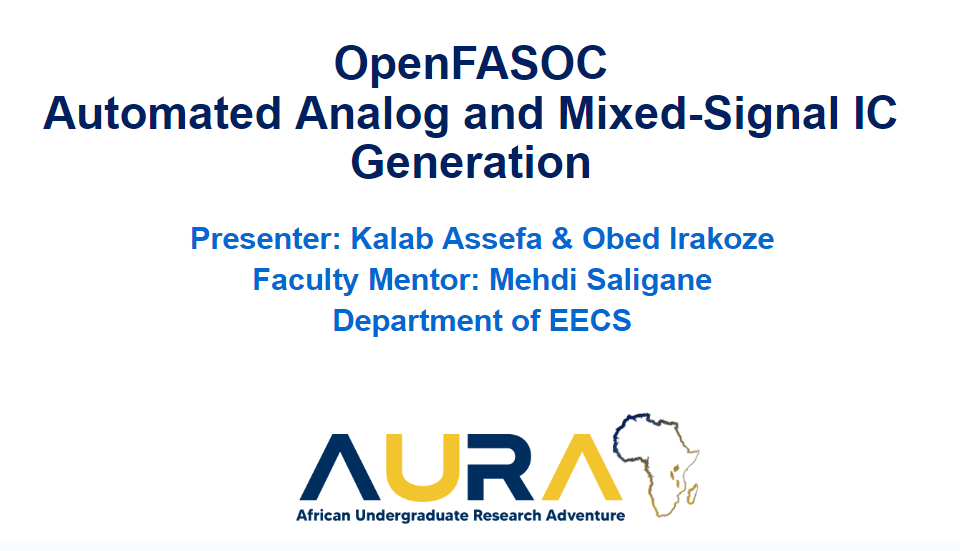 OpenFASOC
Automated Analog and Mixed-Signal IC
Generation
Presenter: Kalab Assefa & Obed Irakoze
Faculty Mentor: Mehdi Saligane
Department of EECS
AURA
African Undergraduate Research Adventure